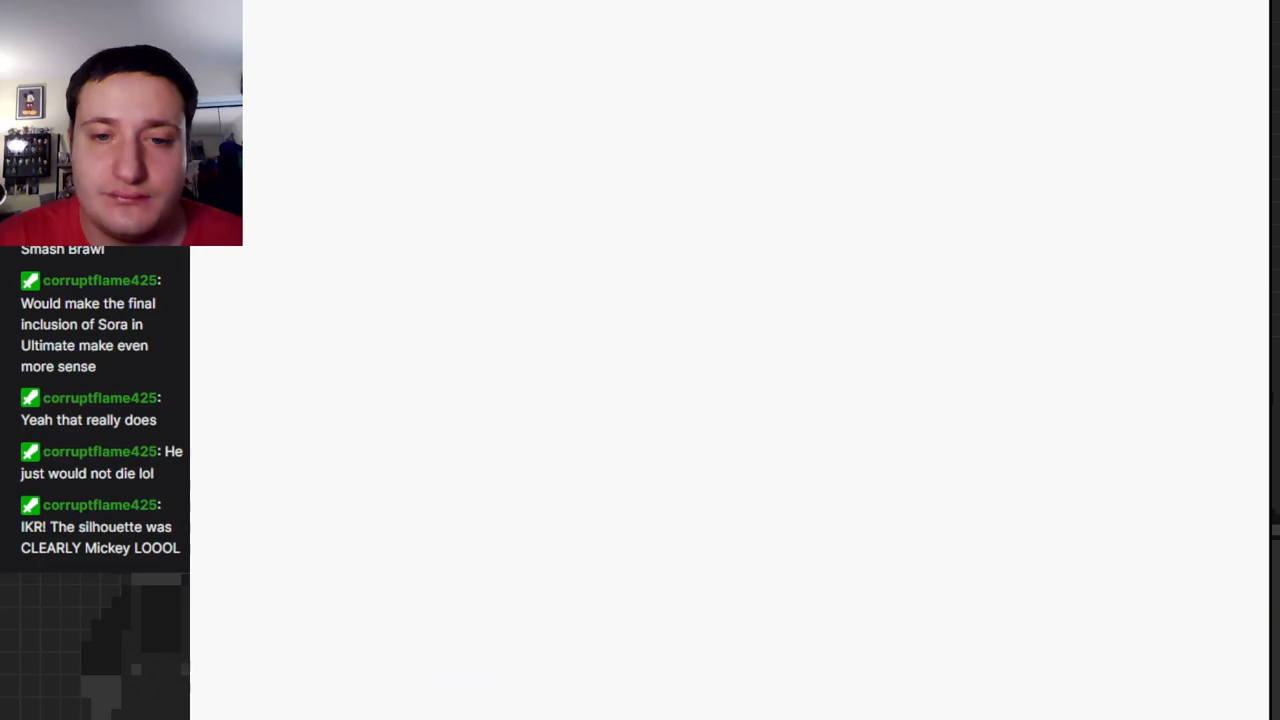 Smash Brawl
corruptflame425:
Would make the final
inclusion of Sora in
Ultimate make even
more sense
corruptflame425:
Yeah that really does
corruptflame425: He
just would not die lol
corruptflame425:
IKR! The silhouette was
CLEARLY Mickey LOOOL